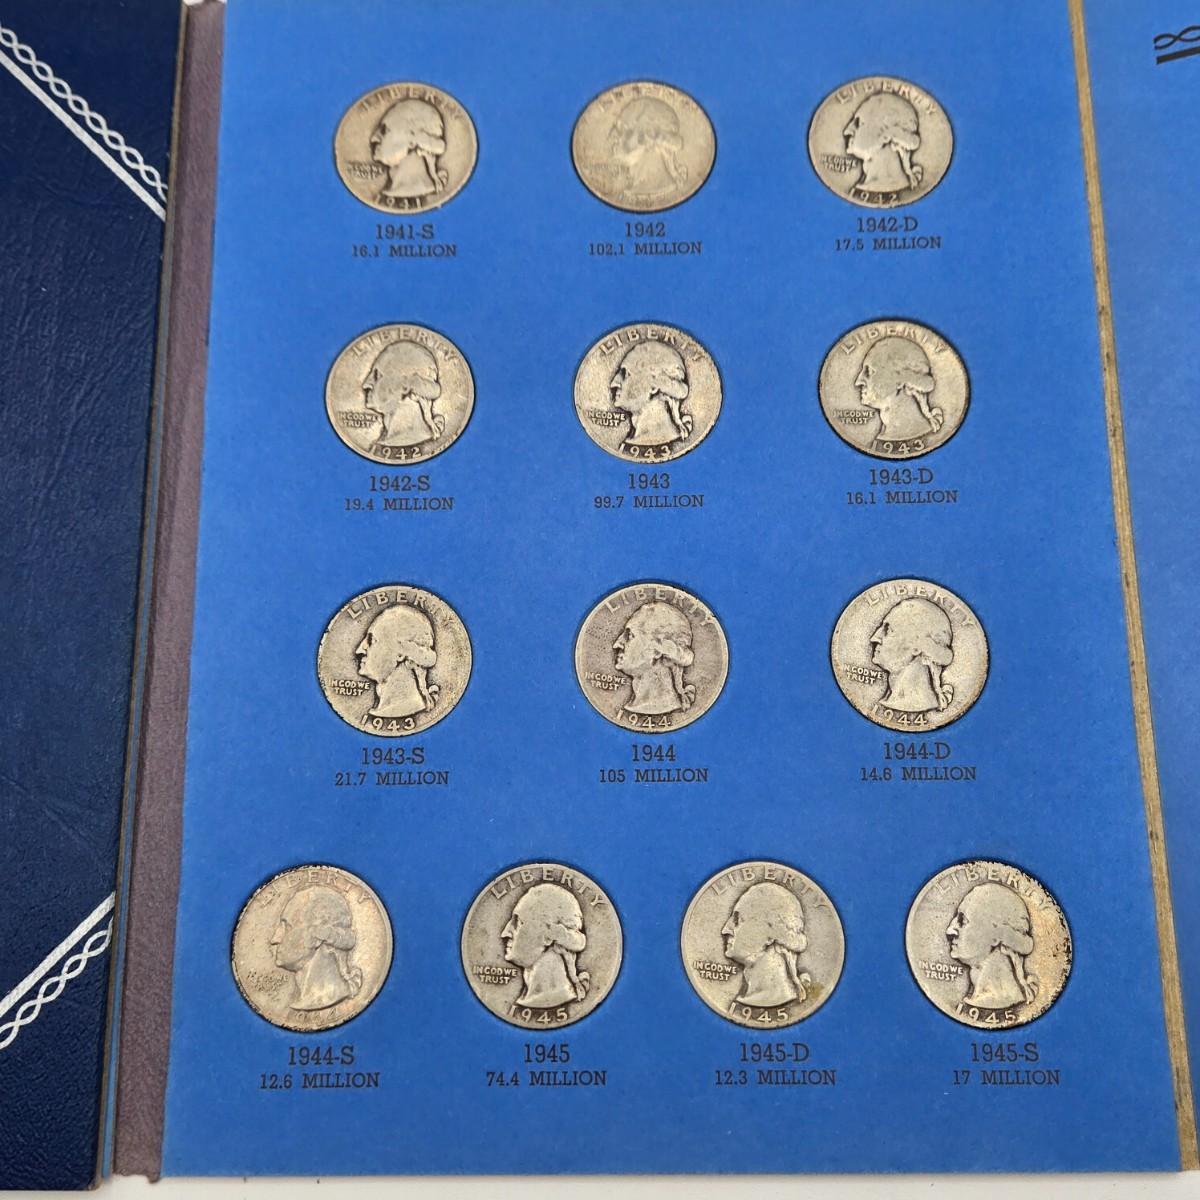 LIBERTY
LIBERTY
IN GOD WE
TRUST
TRUST
1941
1942
1941-S
1942
1942-D
16.1 MILLION
102.1 MILLION
17.5 MILLION
LIBERTY
LIBERTY
LIBERTY
IN GOD WE
TRUST
IN GOD WE
TRUST
IN GOD WE
TRUST
1942
1943
1943
1942-S
1943
1943-D
19.4 MILLION
99.7 MILLION
16.1 MILLION
LIBERTY
LIBERTY
LIBERTY
IN GOD WE
TRUST
IN GOD WE
TRUST
IN GOD WE
TRUST
1943
1944
1944
1943-S
1944
1944-D
21.7 MILLION
105 MILLION
14.6 MILLION
LIBERTY
LIBERTY
LIBERTY
LIBERTY
IN GOD WE
TRUST
IN GOD WE
TRUST
IN GOD WE
TRUST
1944
1945
1945
1945
1944-S
1945
1945-D
1945-S
12.6 MILLION
74.4 MILLION
12.3 MILLION
17 MILLION